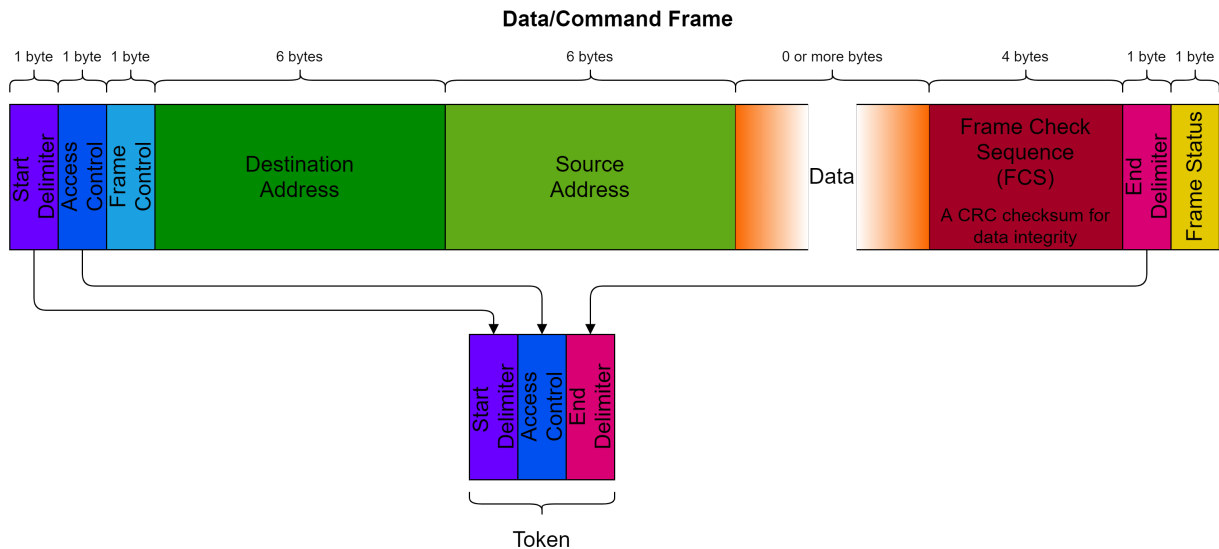 Data/Command Frame
1 byte
1 byte
1 byte
6 bytes
6 bytes
0 or more bytes
4 bytes
1 byte
1 byte
Start
Delimiter
Access
Control
Frame
Control
Destination
Address
Source
Address
Data
Frame Check
Sequence
(FCS)
A CRC checksum for
data integrity
End
Delimiter
Frame Status
Start
Delimiter
Access
Control
End
Delimiter
Token